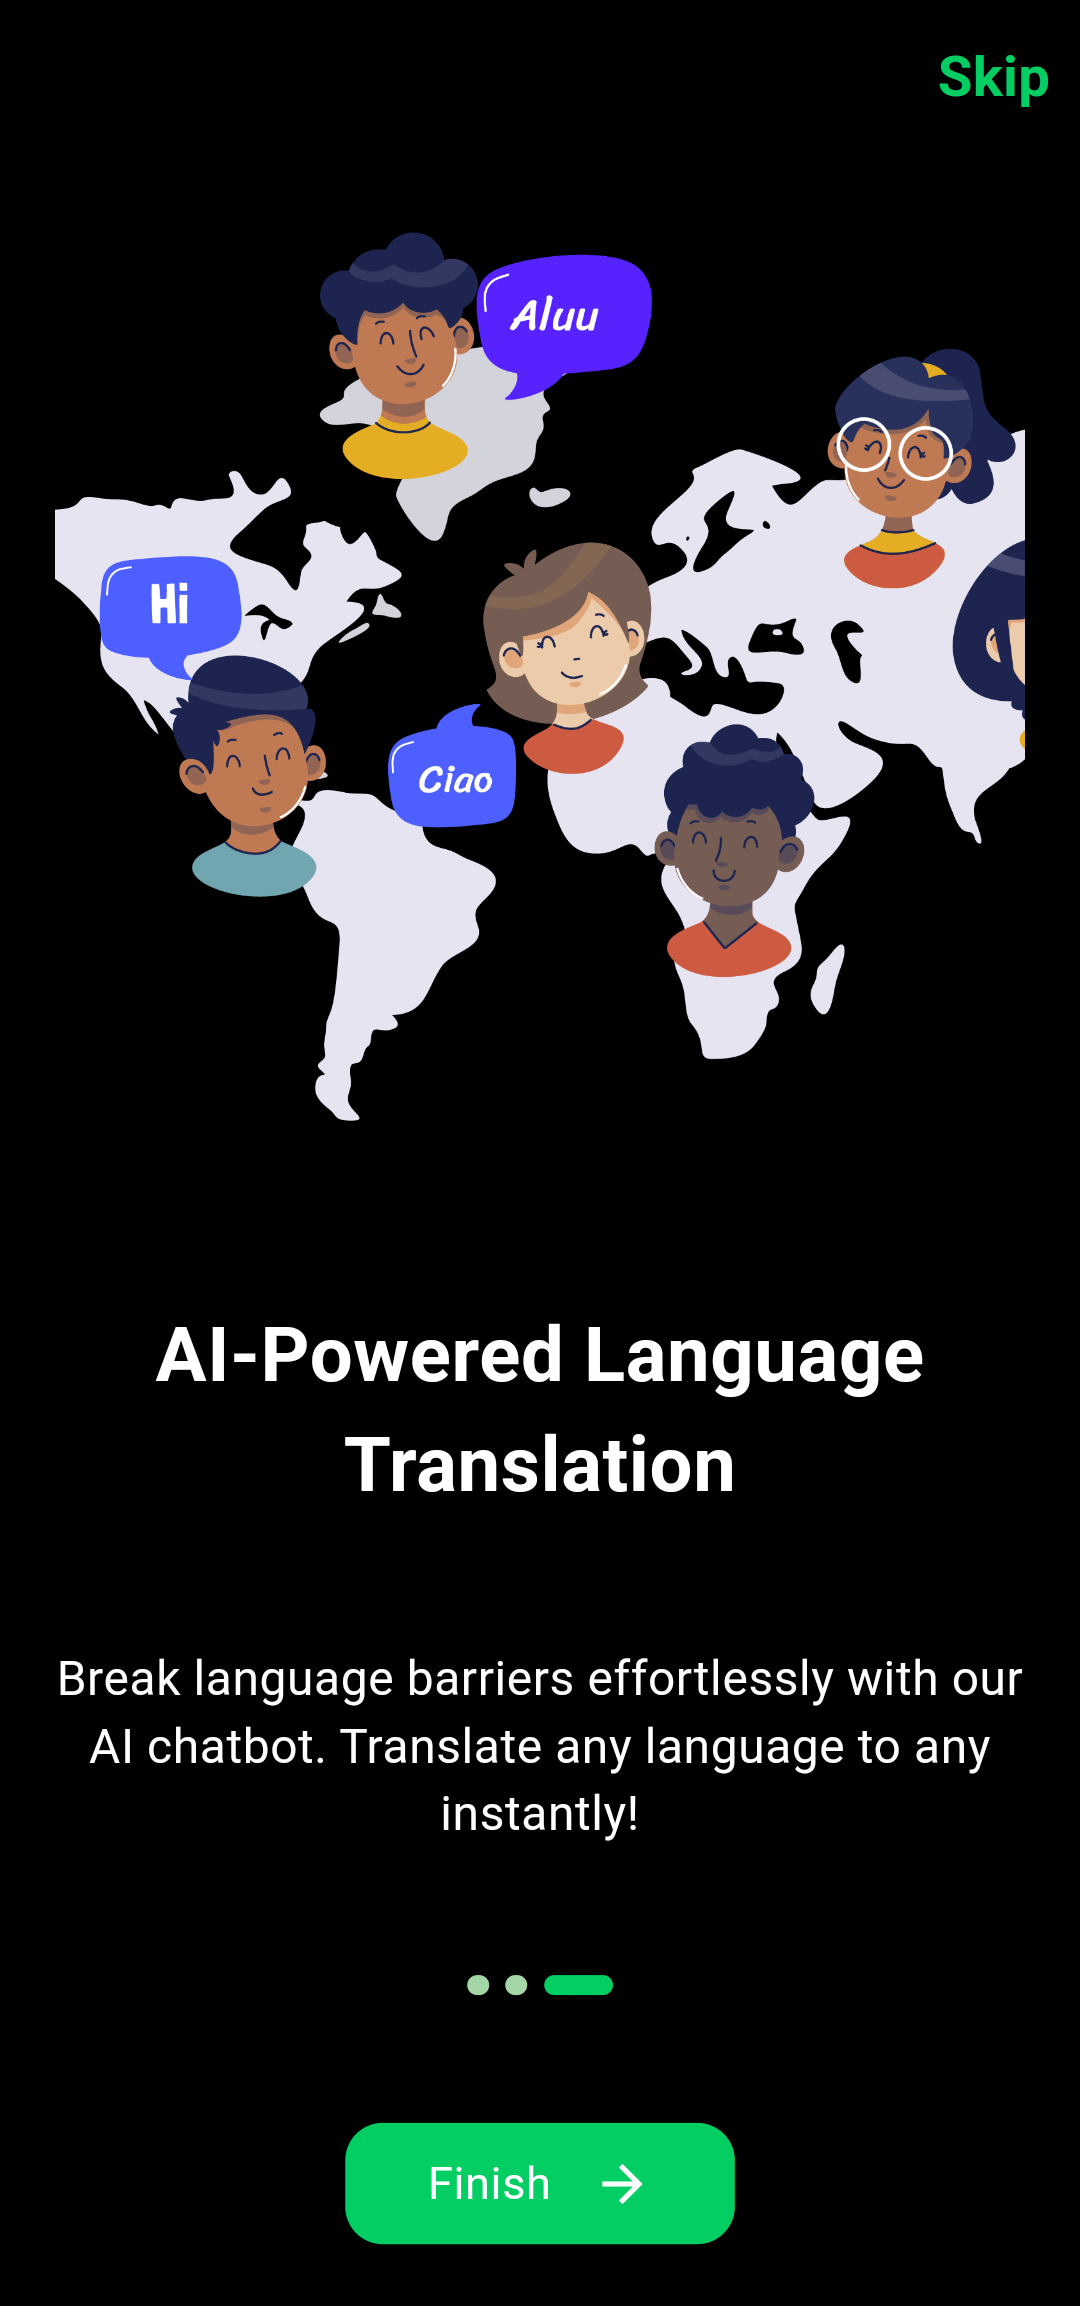 Skip
Aluu
Hi
Ciao
AI-Powered Language
Translation
Break language barriers effortlessly with our
AI chatbot. Translate any language to any
instantly!
Finish